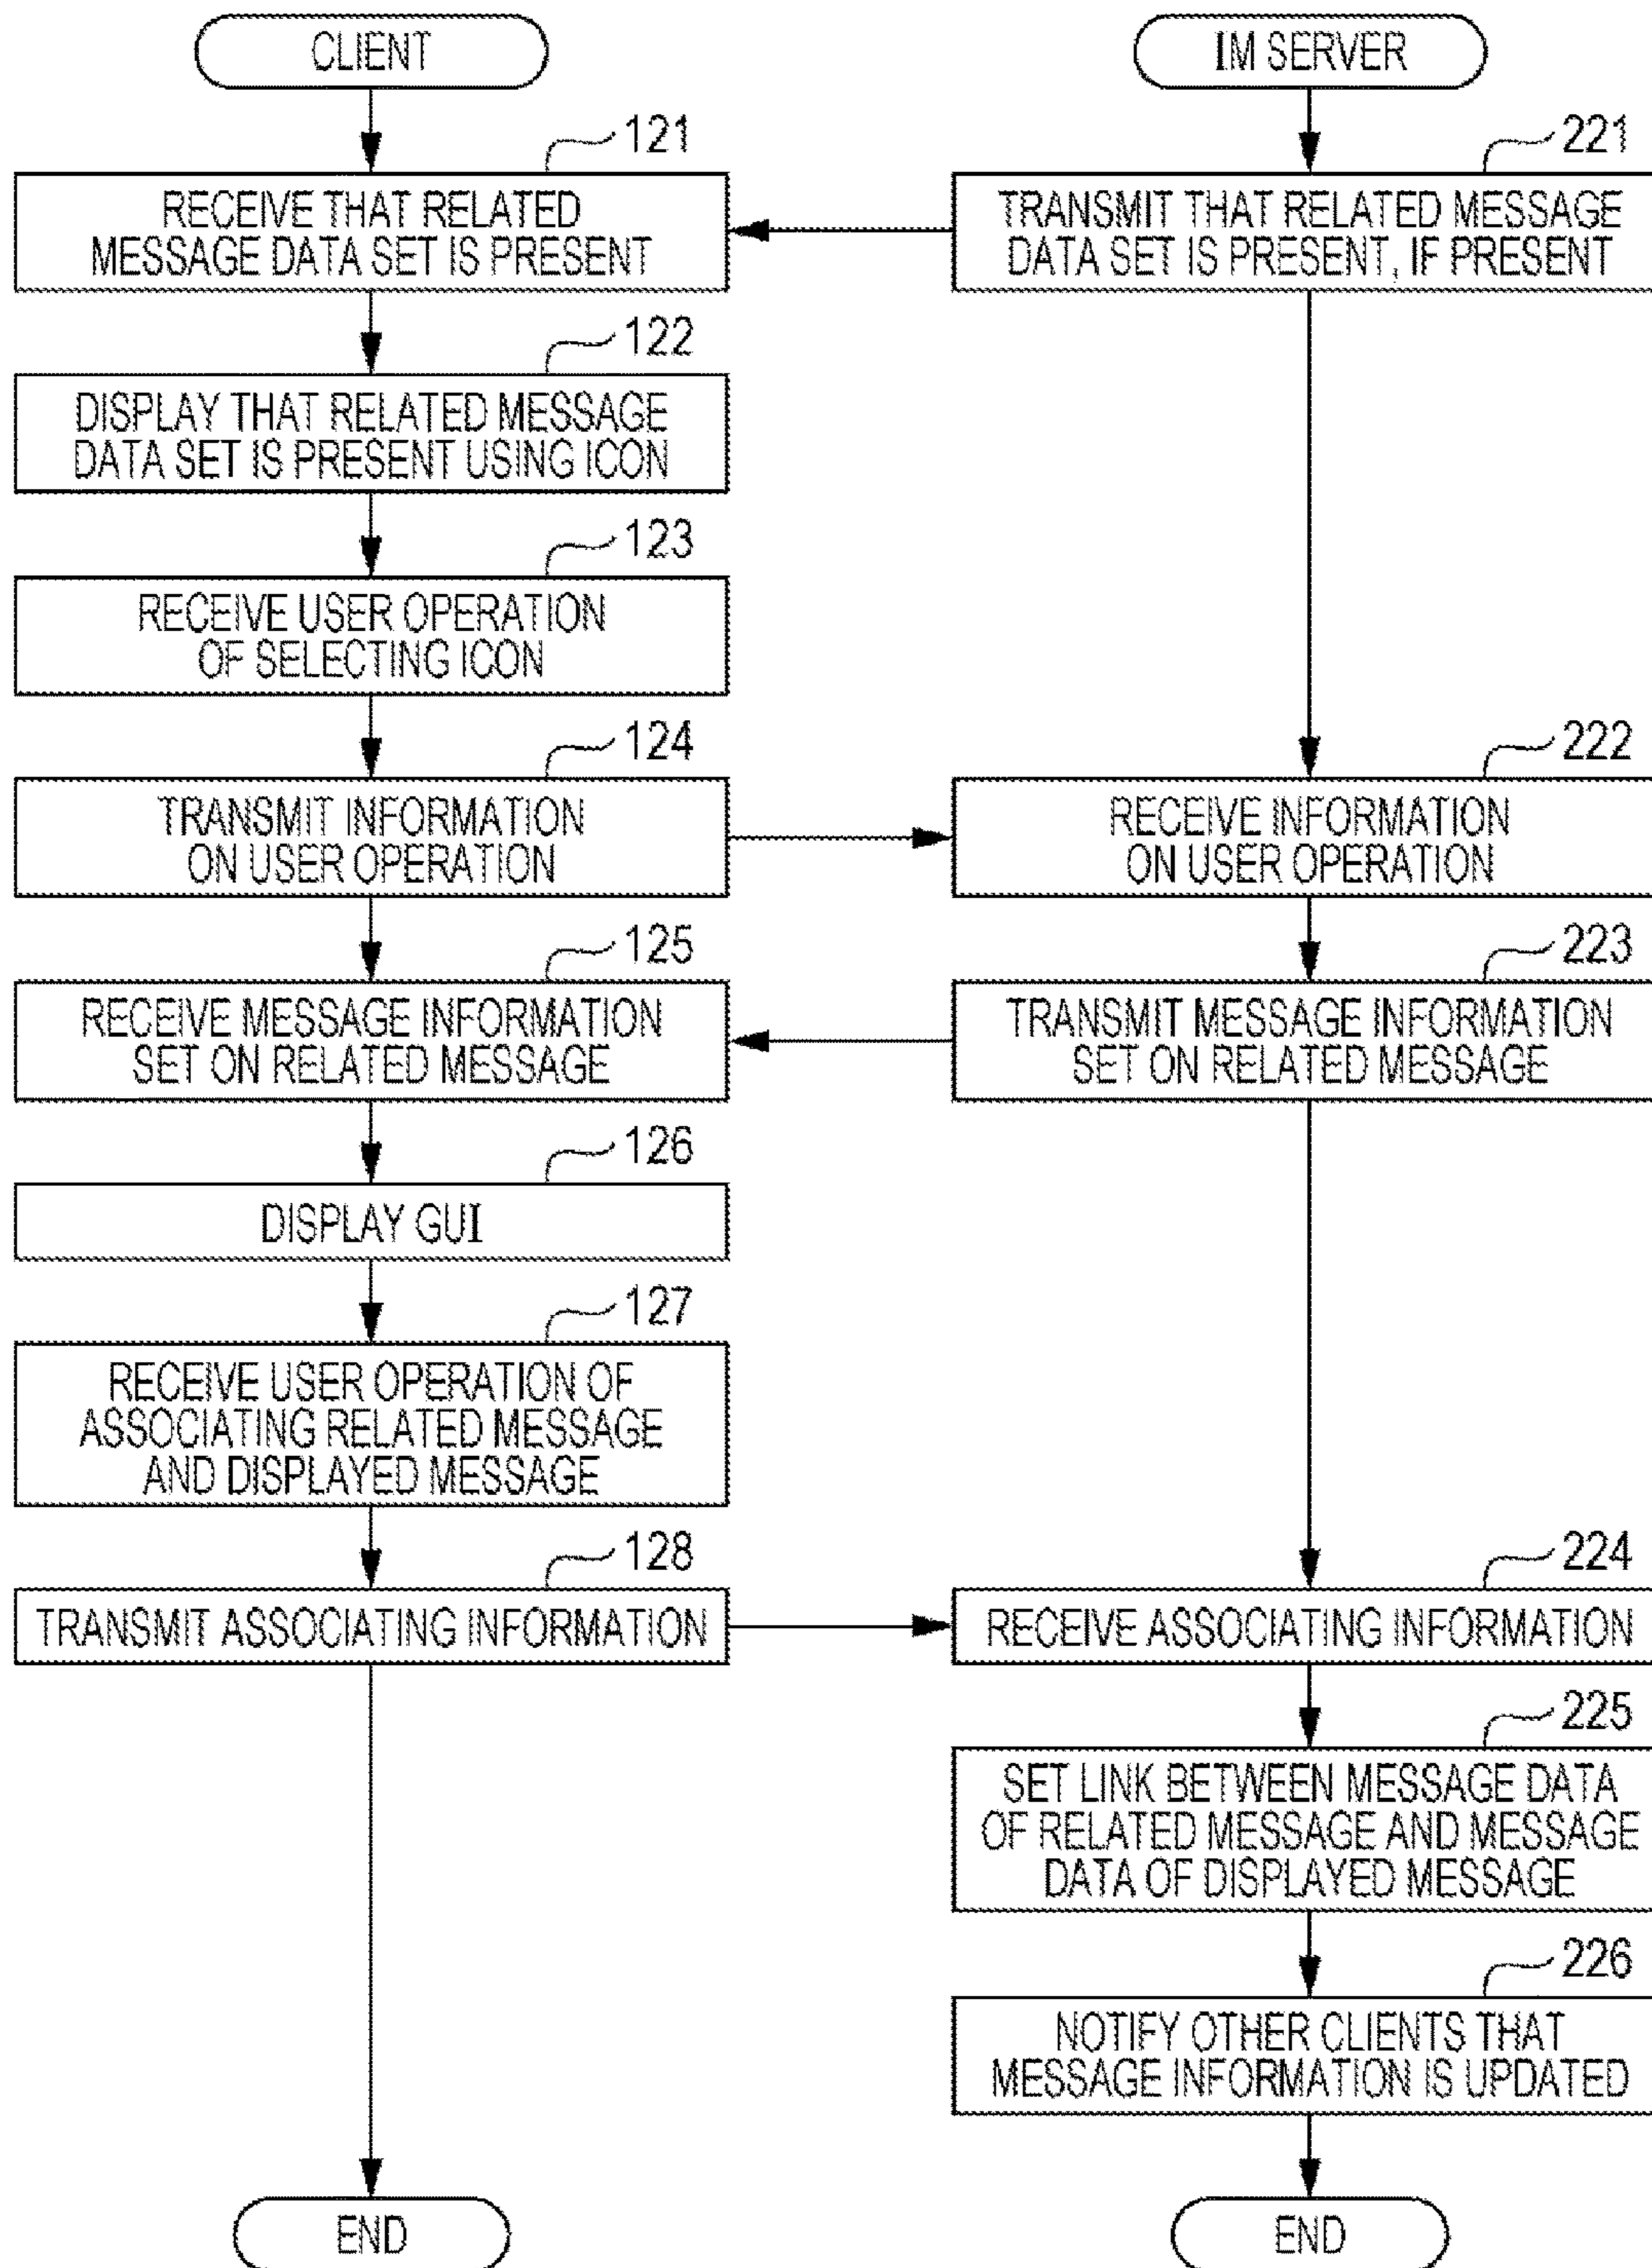 CLIENT
121
RECEIVE THAT RELATED
MESSAGE DATA SET IS PRESENT
122
DISPLAY THAT RELATED MESSAGE
DATA SET IS PRESENT USING ICON
123
RECEIVE USER OPERATION
OF SELECTING ICON
124
TRANSMIT INFORMATION
ON USER OPERATION
125
RECEIVE MESSAGE INFORMATION
SET ON RELATED MESSAGE
126
DISPLAY GUI
127
RECEIVE USER OPERATION OF
ASSOCIATING RELATED MESSAGE
AND DISPLAYED MESSAGE
128
TRANSMIT ASSOCIATING INFORMATION
END
IM SERVER
221
TRANSMIT THAT RELATED MESSAGE
DATA SET IS PRESENT, IF PRESENT
222
RECEIVE INFORMATION
ON USER OPERATION
223
TRANSMIT MESSAGE INFORMATION
SET ON RELATED MESSAGE
224
RECEIVE ASSOCIATING INFORMATION
225
SET LINK BETWEEN MESSAGE DATA
OF RELATED MESSAGE AND MESSAGE
DATA OF DISPLAYED MESSAGE
226
NOTIFY OTHER CLIENTS THAT
MESSAGE INFORMATION IS UPDATED
END